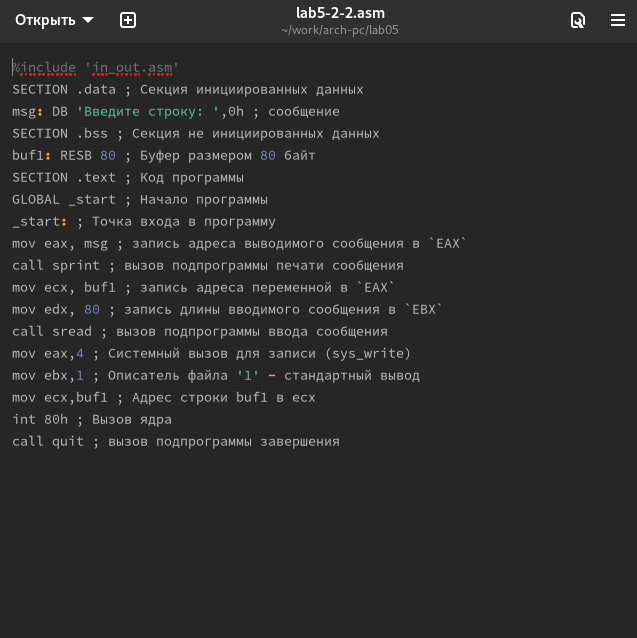 Открыть
lab5-2-2.asm
~/work/arch-pc/lab05
%include 'in_out.asm'
SECTION .data ; Секция инициированных данных
msg: DB 'Введите строку: ',0h ; сообщение
SECTION .bss ; Секция не инициированных данных
buf1: RESB 80 ; Буфер размером 80 байт
SECTION .text ; Код программы
GLOBAL _start ; Начало программы
_start: ; Точка входа в программу
mov eax, msg ; запись адреса выводимого сообщения в `EAX`
call sprint ; вызов подпрограммы печати сообщения
mov ecx, buf1 ; запись адреса переменной в `EAX`
mov edx, 80 ; запись длины вводимого сообщения в `EBX`
call sread ; вызов подпрограммы ввода сообщения
mov eax,4 ; Системный вызов для записи (sys_write)
mov ebx,1 ; Описатель файла '1' - стандартный вывод
mov ecx,buf1 ; Адрес строки buf1 в ecx
int 80h ; Вызов ядра
call quit ; вызов подпрограммы завершения